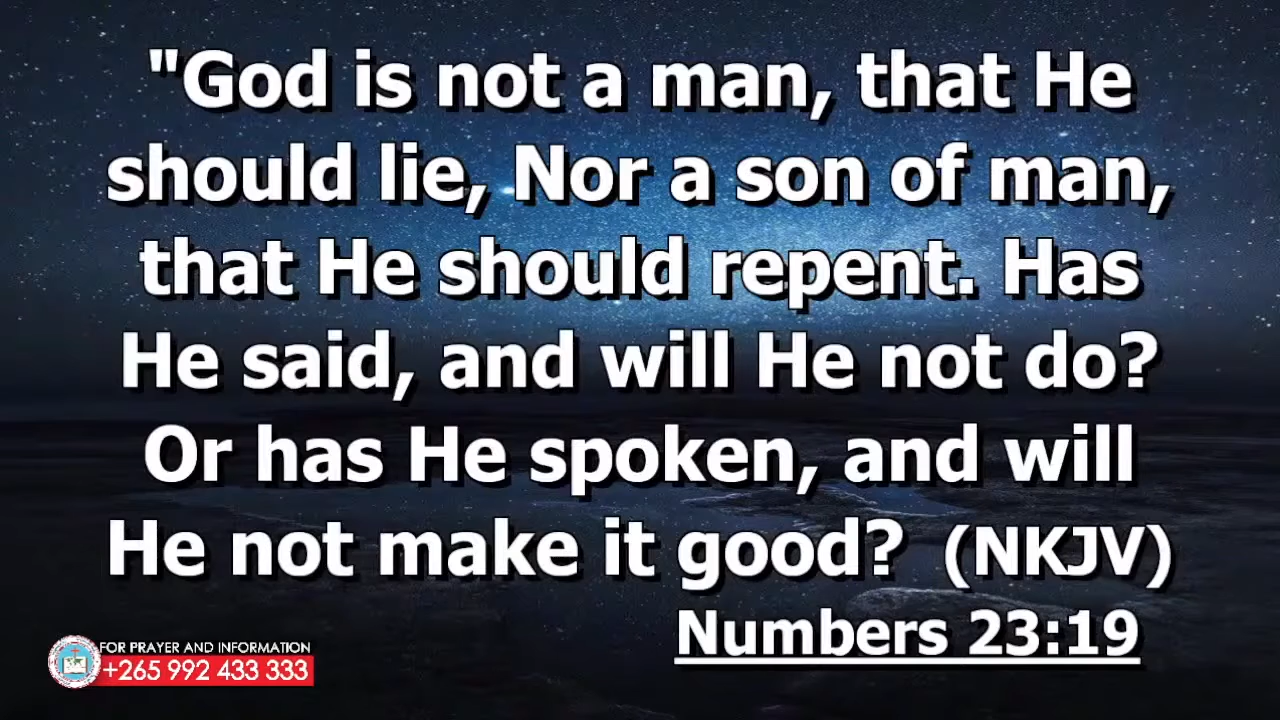 "God is not a man, that He
should lie, Nor a son of man,
that He should repent. Has
He said, and will He not do?
Or has He spoken, and will
He not make it good? (NKJV)
Numbers 23:19
FOR PRAYER AND INFORMATION
+265 992 433 333